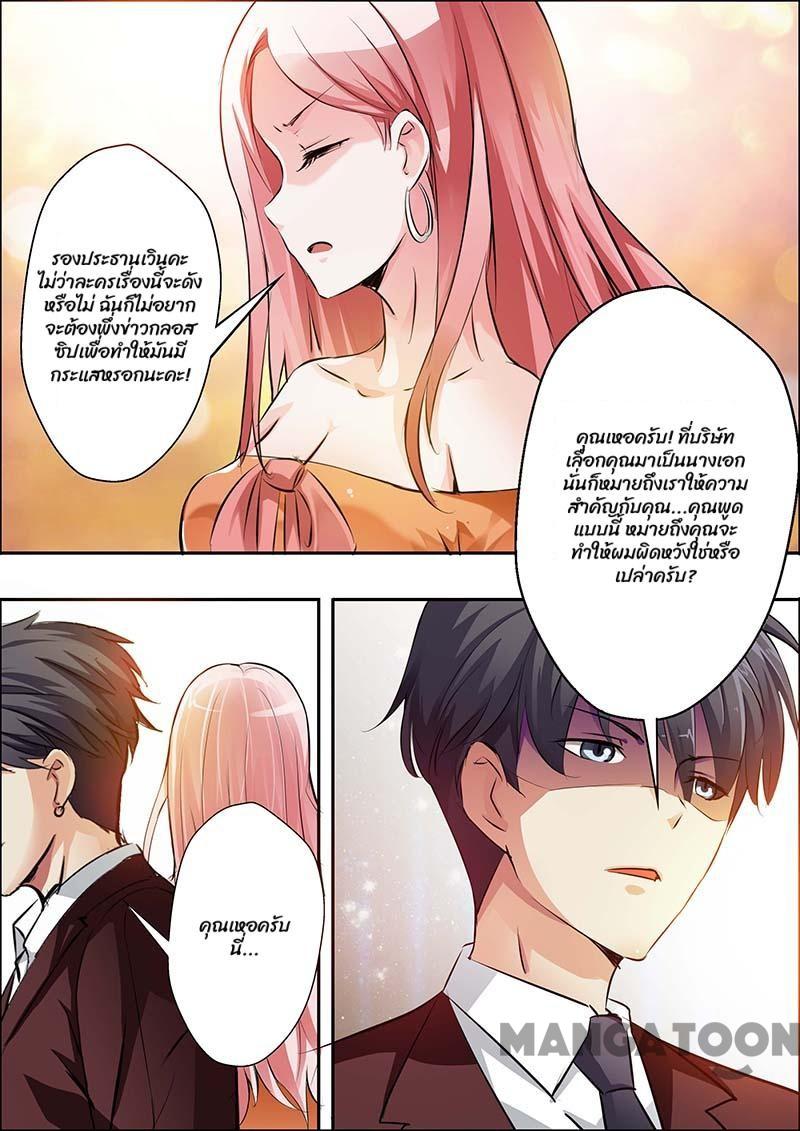 รองประธานเวินคะ
ไม่ว่าละครเรื่องนี้จะดัง
หรือไม่ ฉันก็ไม่อยาก
จะต้องพึ่งข่าวกลอส
ซิปเพื่อทำให้มันมี
กระแสหรอกนะคะ!
คุณเหอครับ! ที่บริษัท
เลือกคุณมาเป็นนางเอก
นั่นก็หมายถึงเราให้ความ
สำคัญกับคุณ...คุณพูด
แบบนี้ หมายถึงคุณจะ
ทำให้ผมผิดหวังใช่หรือ
เปล่าครับ?
คุณเหอครับ
นี่...
MANGATOON